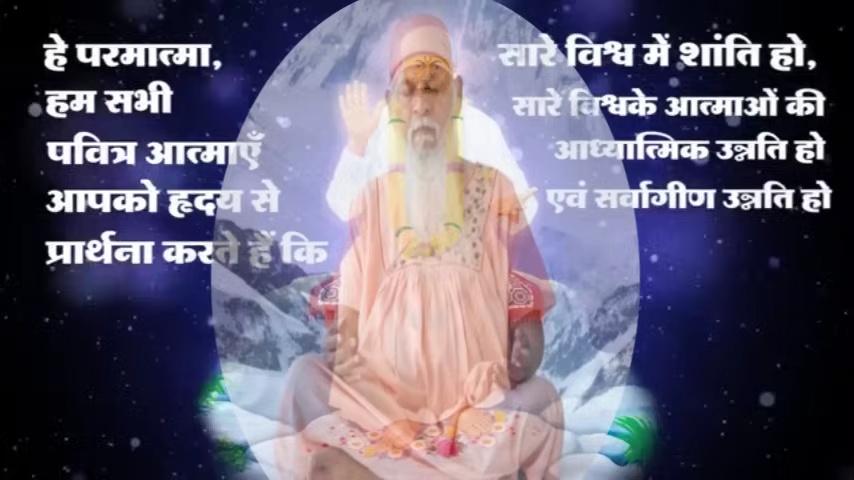 हे परमात्मा,
हम सभी
पवित्र आत्माएँ
आपको हृदय से
प्रार्थना करते हैं कि
सारे विश्व में शांति हो,
सारे विश्वके आत्माओं की
आध्यात्मिक उन्नति हो
एवं सर्वागीण उन्नति हो